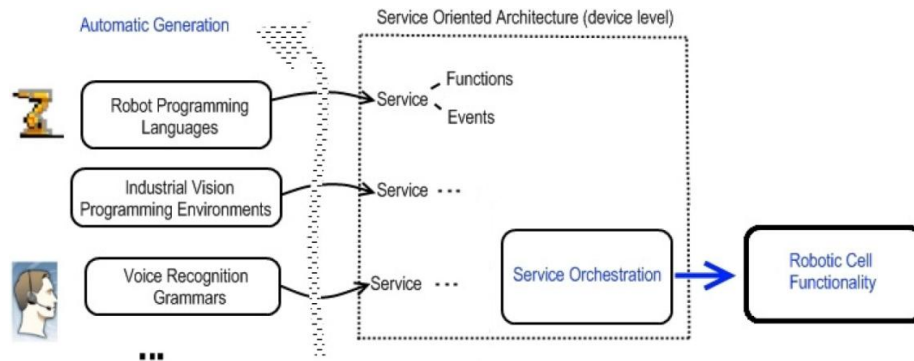 Automatic Generation
Service Oriented Architecture (device level)
Robot Programming
Languages
Service
Functions
Events
Industrial Vision
Programming Environments
Service ...
Voice Recognition
Grammars
Service ...
Service Orchestration
Robotic Cell
Functionality
...